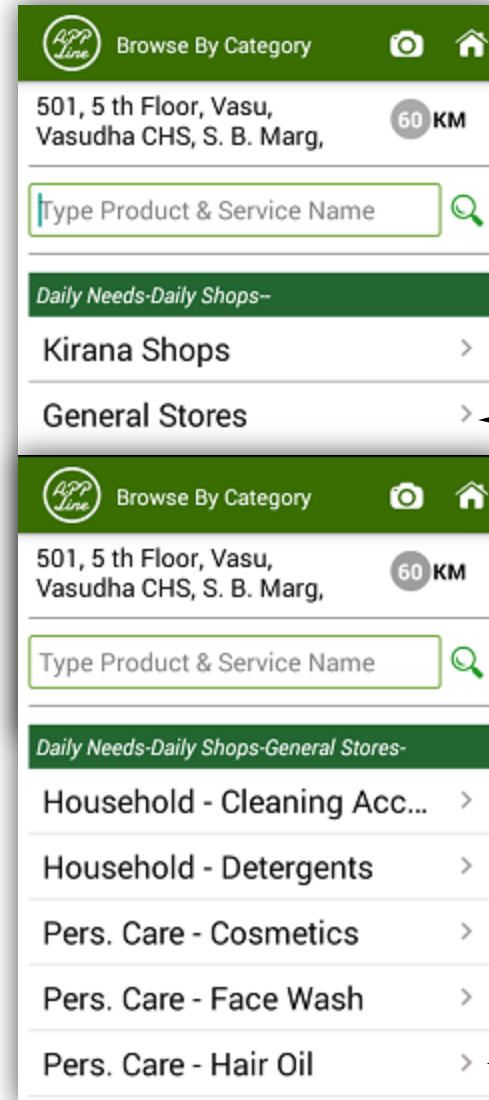 APP
Line
Browse By Category
501, 5 th Floor, Vasu,
Vasudha CHS, S. B. Marg,
60 KM
Type Product & Service Name
Daily Needs-Daily Shops--
Kirana Shops
General Stores
APP
Line
Browse By Category
501, 5 th Floor, Vasu,
Vasudha CHS, S. B. Marg,
60 KM
Type Product & Service Name
Daily Needs-Daily Shops-General Stores-
Household - Cleaning Acc...
Household - Detergents
Pers. Care - Cosmetics
Pers. Care - Face Wash
Pers. Care - Hair Oil